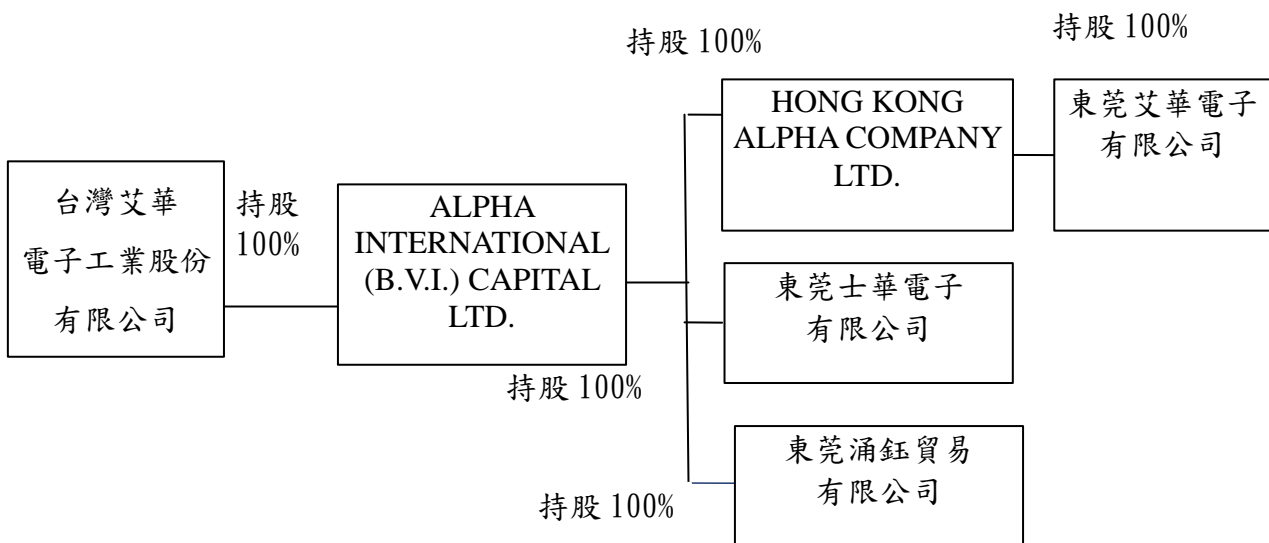 持股 100%
持股 100%
HONG KONG
ALPHA COMPANY
LTD.
東莞艾華電子
有限公司
台灣艾華
電子工業股份
有限公司
持股
100%
ALPHA
INTERNATIONAL
(B.V.I.) CAPITAL
LTD.
東莞士華電子
有限公司
持股 100%
東莞涌鈺貿易
有限公司
持股 100%